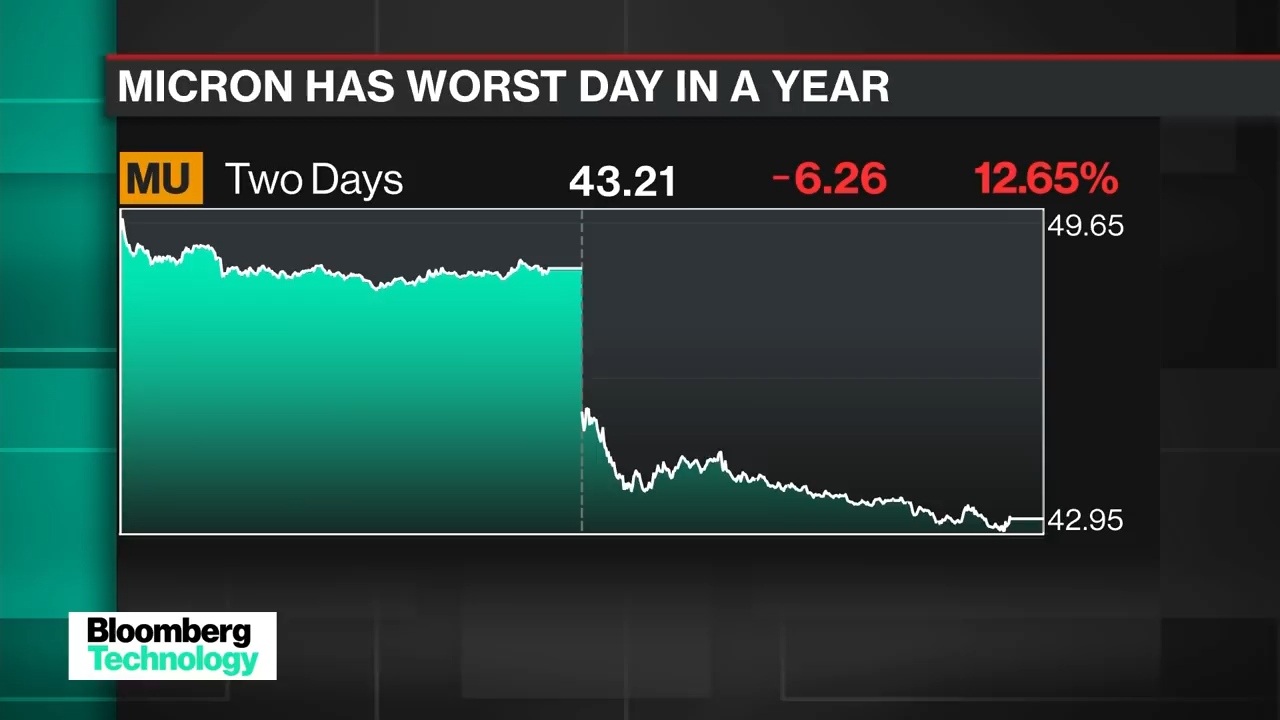 MICRON HAS WORST DAY IN A YEAR
MU Two Days 43.21 -6.26 12.65%
49.65
42.95
Bloomberg
Technology